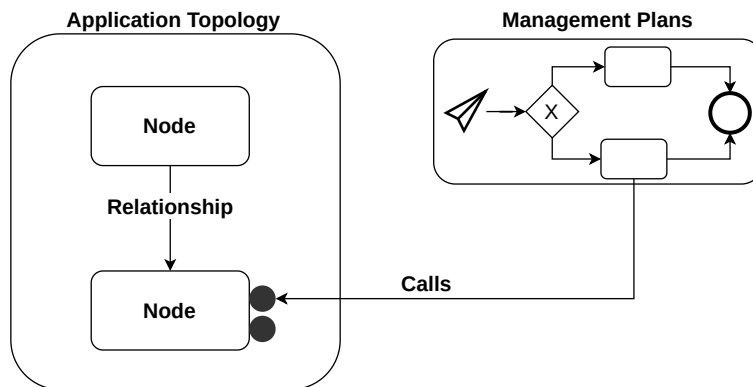 Application Topology
Management Plans
Node
X
Relationship
Node
Calls